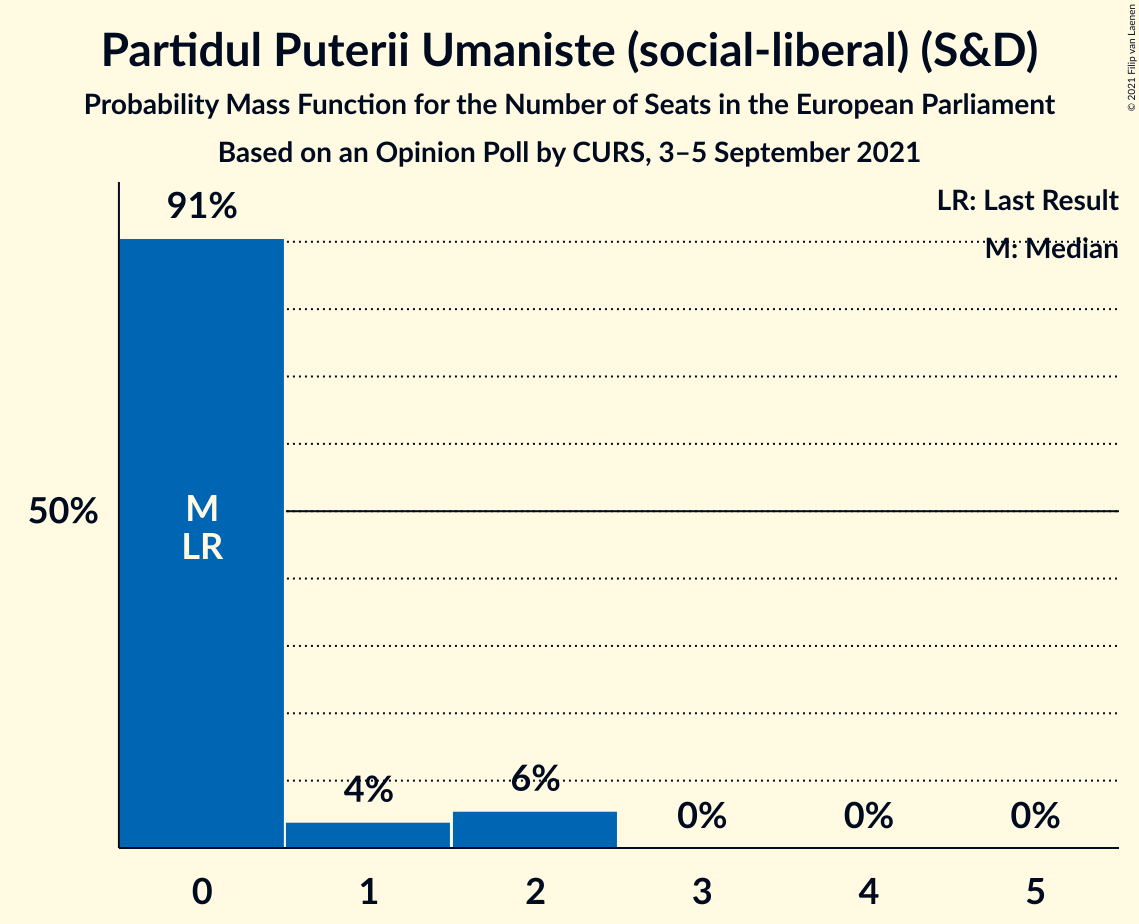 Partidul Puterii Umaniste (social-liberal) (S&D)
Probability Mass Function for the Number of Seats in the European Parliament
Based on an Opinion Poll by CURS, 3–5 September 2021
© 2021 Filip van Laenen
LR: Last Result
M: Median
91%
50%
M
LR
4%
6%
0%
0%
0%
0
1
2
3
4
5